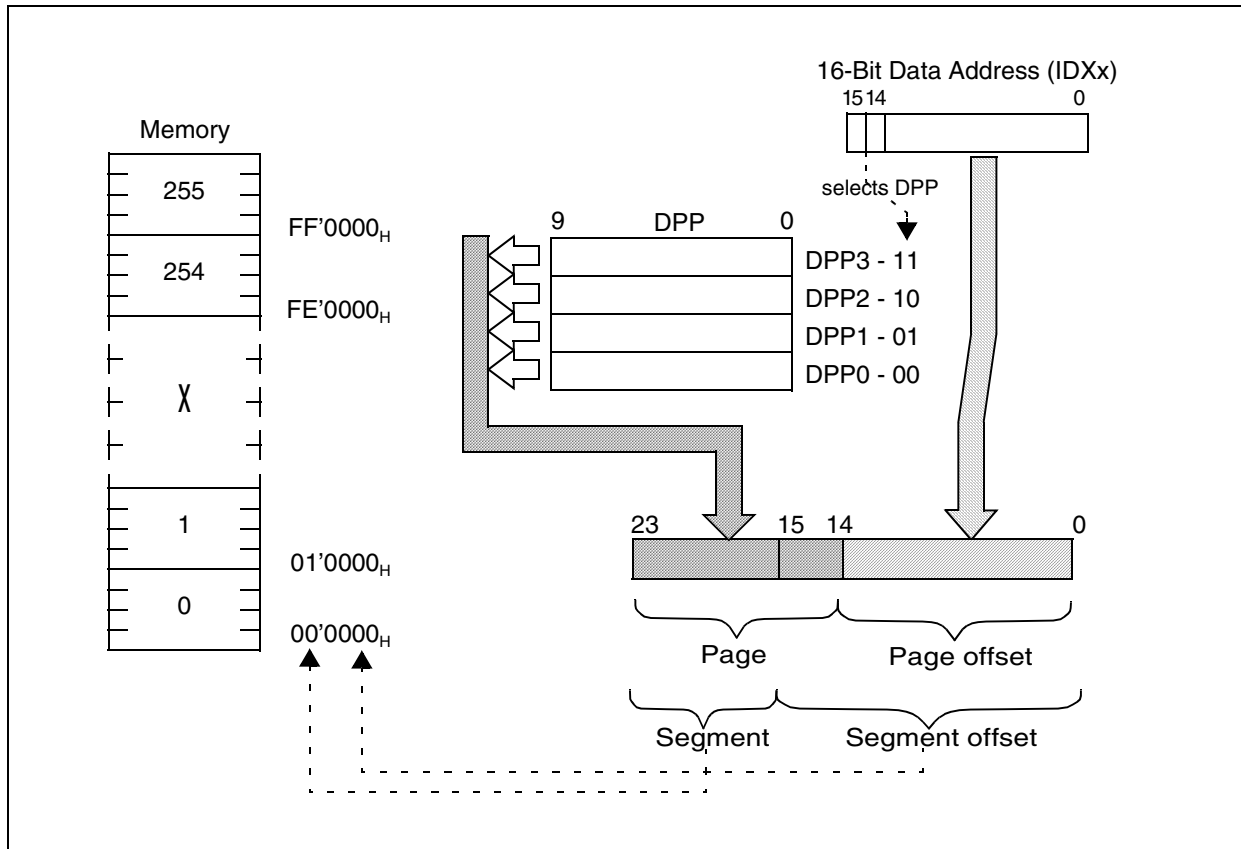 16-Bit Data Address (IDXx)
15 14 0
Memory
255
selects DPP
9 DPP 0
FF'0000H
DPP3 - 11
254
DPP2 - 10
FE'0000H
DPP1 - 01
DPP0 - 00
X
1
23 15 14 0
01'0000H
0
00'0000H
Page Page offset
Segment Segment offset